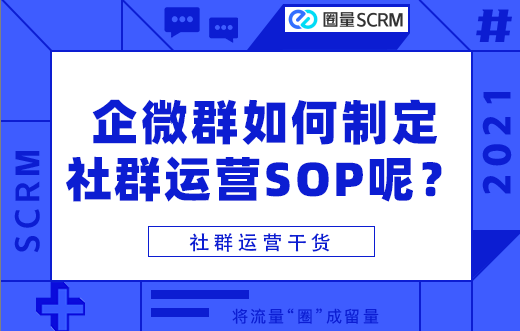 圈量SCRM
#
企微群如何制定
社群运营SOP呢？
社群运营干货
SCRM
2021
将流量“圈”成留量